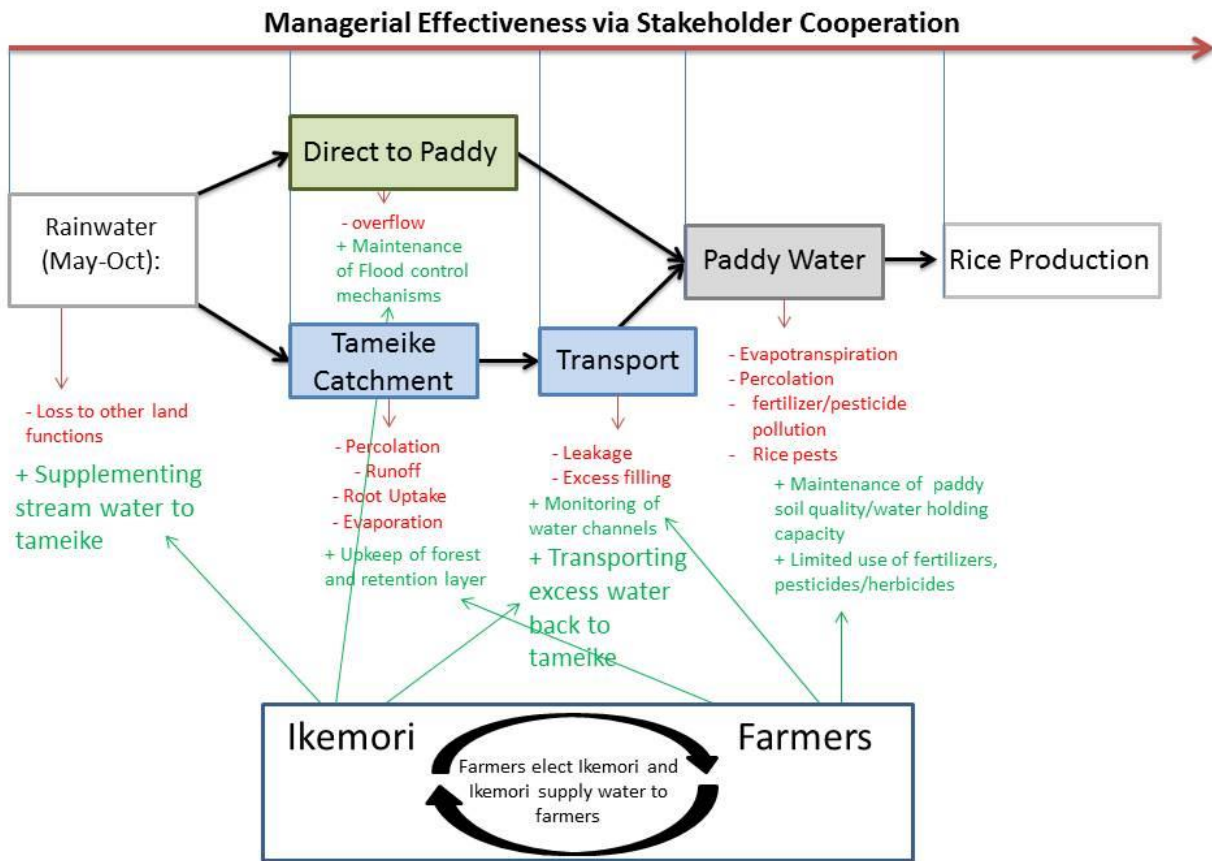 Managerial Effectiveness via Stakeholder Cooperation
Direct to Paddy
Rainwater
(May-Oct):
- overflow
+ Maintenance
of Flood control
mechanisms
Paddy Water
Rice Production
Tameike
Catchment
Transport
- Loss to other land
functions
+ Supplementing
stream water to
tameike
- Percolation
- Runoff
- Root Uptake
- Evaporation
+ Upkeep of forest
and retention layer
- Leakage
- Excess filling
+ Monitoring of
water channels
+ Transporting
excess water
back to
tameike
- Evapotranspiration
- Percolation
- fertilizer/pesticide
pollution
- Rice pests
+ Maintenance of paddy
soil quality/water holding
capacity
+ Limited use of fertilizers,
pesticides/herbicides
Ikemori
Farmers
Farmers elect Ikemori and
Ikemori supply water to
farmers